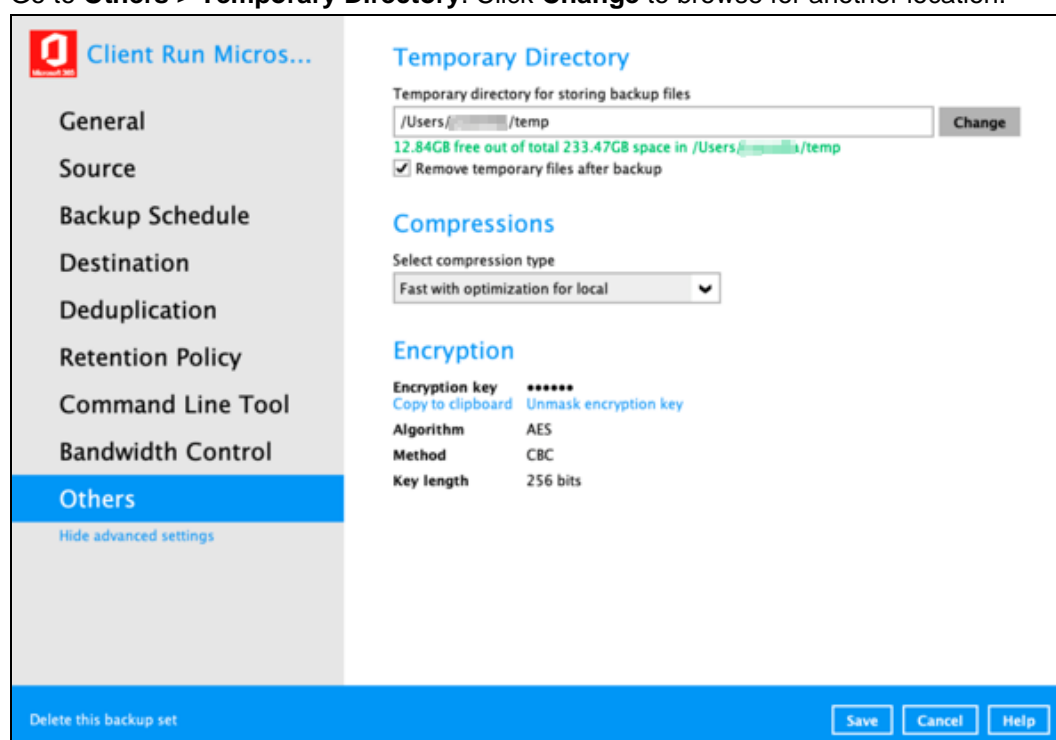 Go to Others > Temporary Directory. Click Change to browse for another location.
Client Run Micros...
Microsoft 365
General
Source
Backup Schedule
Destination
Deduplication
Retention Policy
Command Line Tool
Bandwidth Control
Others
Hide advanced settings
Temporary Directory
Temporary directory for storing backup files
/Users/ /temp
Change
12.84GB free out of total 233.47GB space in /Users/ a/temp
Remove temporary files after backup
Compressions
Select compression type
Fast with optimization for local
Encryption
Encryption key ••••••
Copy to clipboard Unmask encryption key
Algorithm AES
Method CBC
Key length 256 bits
Delete this backup set
Save Cancel Help